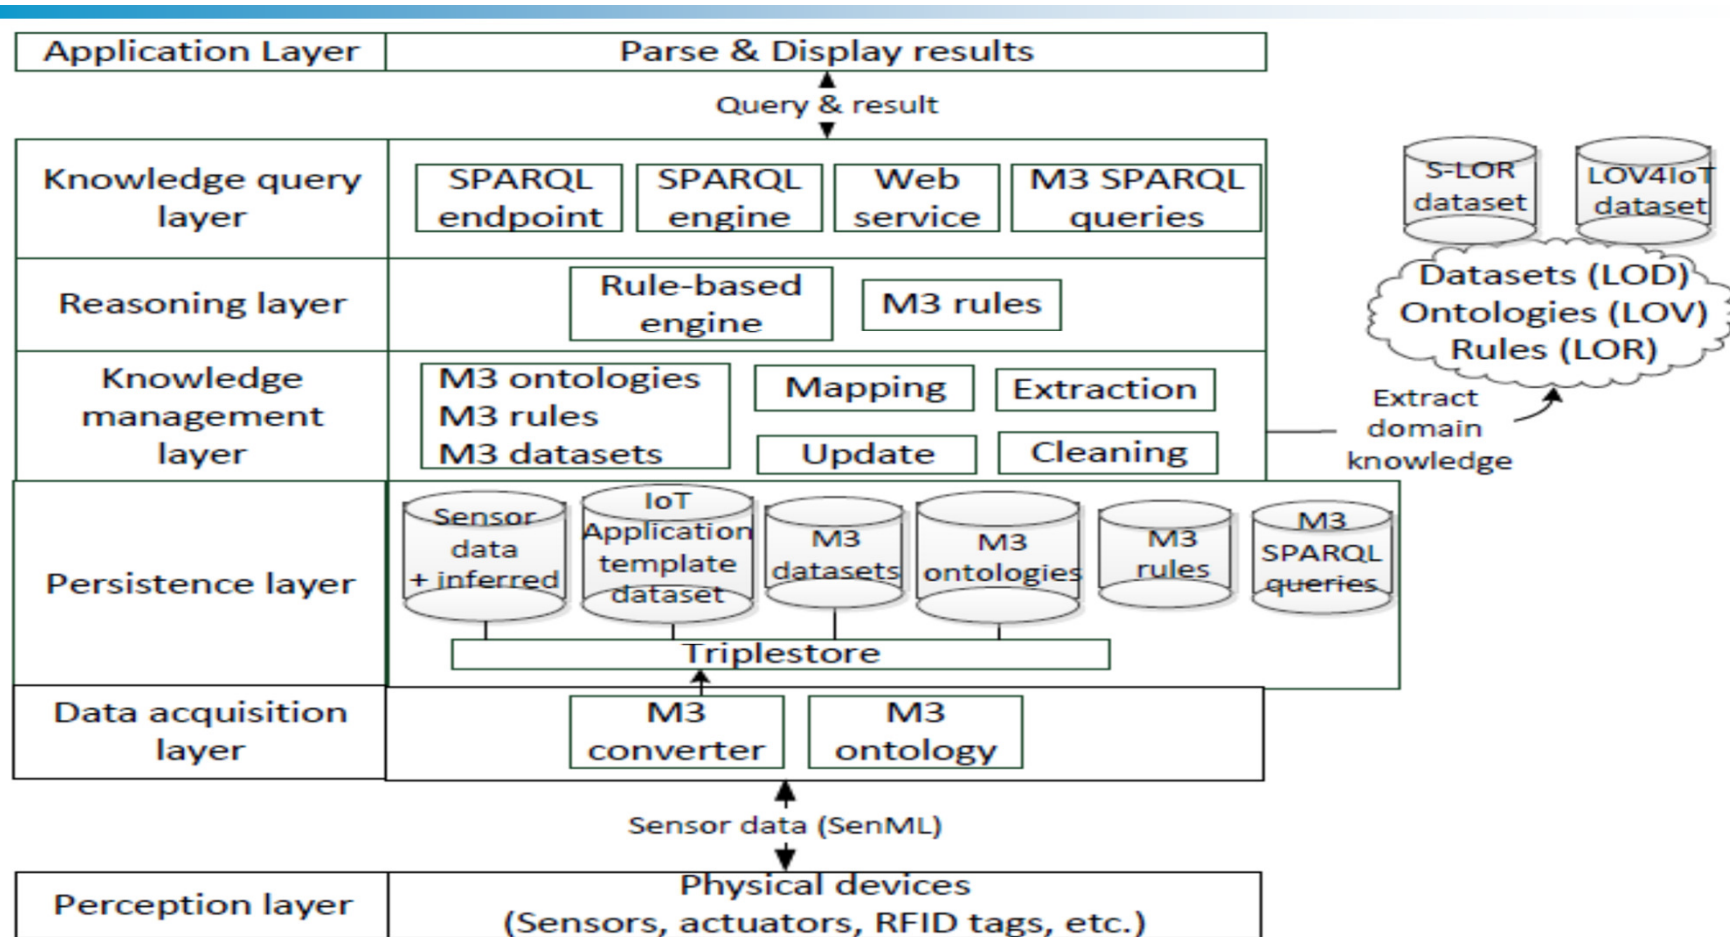 Application Layer
Parse & Display results
Query & result
Knowledge query
layer
SPARQL
endpoint
SPARQL
engine
Web
service
M3 SPARQL
queries
S-LOR
dataset
LOV4IoT
dataset
Datasets (LOD)
Ontologies (LOV)
Rules (LOR)
Reasoning layer
Rule-based
engine
M3 rules
Knowledge
management
layer
M3 ontologies
M3 rules
M3 datasets
Mapping
Extraction
Update
Cleaning
Extract
domain
knowledge
Persistence layer
Sensor
data
+ inferred
IoT
Application
template
dataset
M3
datasets
M3
ontologies
M3
rules
M3
SPARQL
queries
Triplestore
Data acquisition
layer
M3
converter
M3
ontology
Sensor data (SenML)
Perception layer
Physical devices
(Sensors, actuators, RFID tags, etc.)